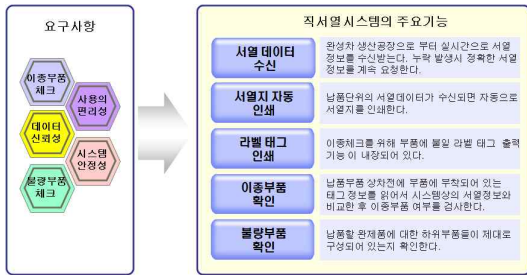 요구사항
이종부품
체크
사용의
편리성
데이터
신뢰성
시스템
안정성
불량부품
체크
직서열 시스템의 주요기능
서열 데이터
수신
완성차 생산공장으로 부터 실시간으로 서열
정보를 수신받는다. 누락 발생시 정확한 서열
정보를 계속 요청한다.
서열지 자동
인쇄
납품단위의 서열데이터가 수신되면 자동으로
서열지를 인쇄한다.
라벨 태그
인쇄
이종체크를 위해 부품에 붙일 라벨 태그 출력
기능 이 내장되어 있다.
이종부품
확인
납품부품 상차전에 부품에 부착되어 있는
태그 정보를 읽어서 시스템상의 서열정보와
비교한 후 이종부품 여부를 검사한다.
불량부품
확인
납품할 완제품에 대한 하위부품들이 제대로
구성되어 있는지 확인한다.